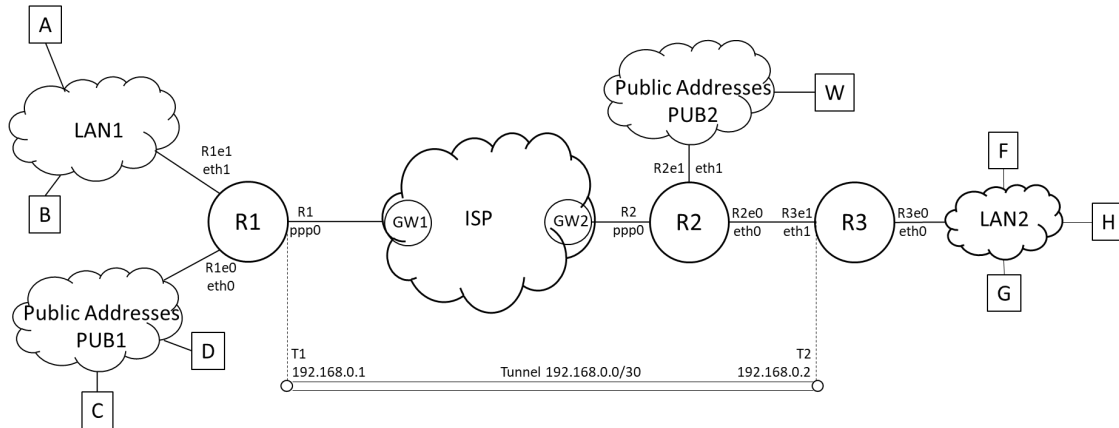 A
LAN1
B
R1e1
eth1
R1
R1
ppp0
R1e0
eth0
Public Addresses
PUB1
D
C
GW1
ISP
GW2
R2
ppp0
Public Addresses
PUB2
W
R2e1 eth1
R2
R2e0
eth0
R3e1
eth1
R3
R3e0
eth0
F
LAN2
H
G
T1
192.168.0.1
Tunnel 192.168.0.0/30
T2
192.168.0.2